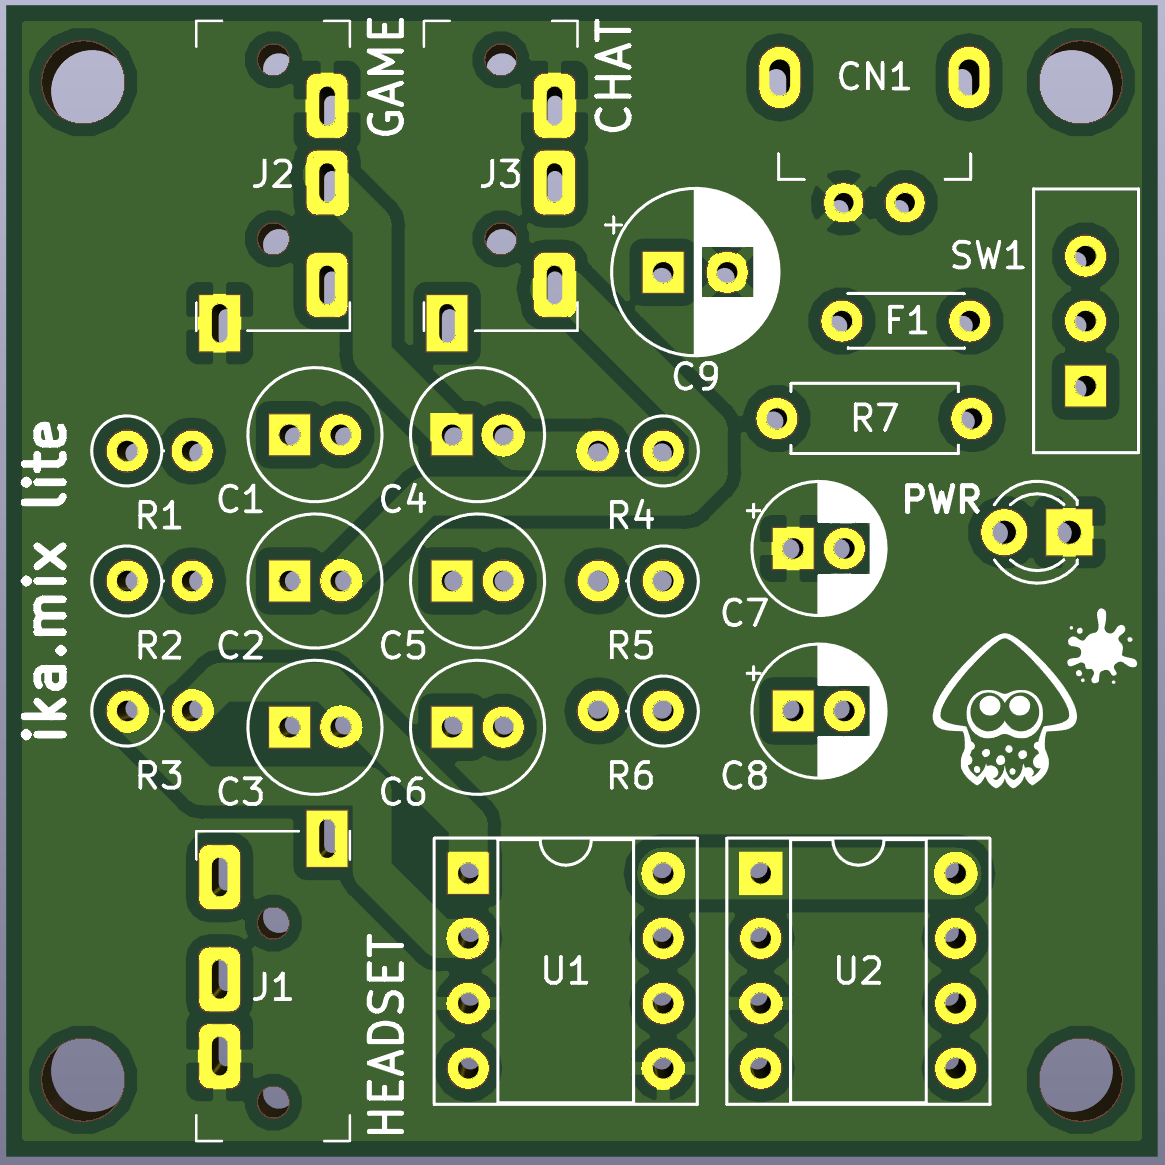 GAME
CHAT
CN1
J2
J3
+
SW1
F1
C9
R7
ika.mix lite
R1
C1
C4
R4
PWR
+
R2
C2
C5
R5
C7
+
R3
C3
C6
R6
C8
J1
HEADSET
U1
U2